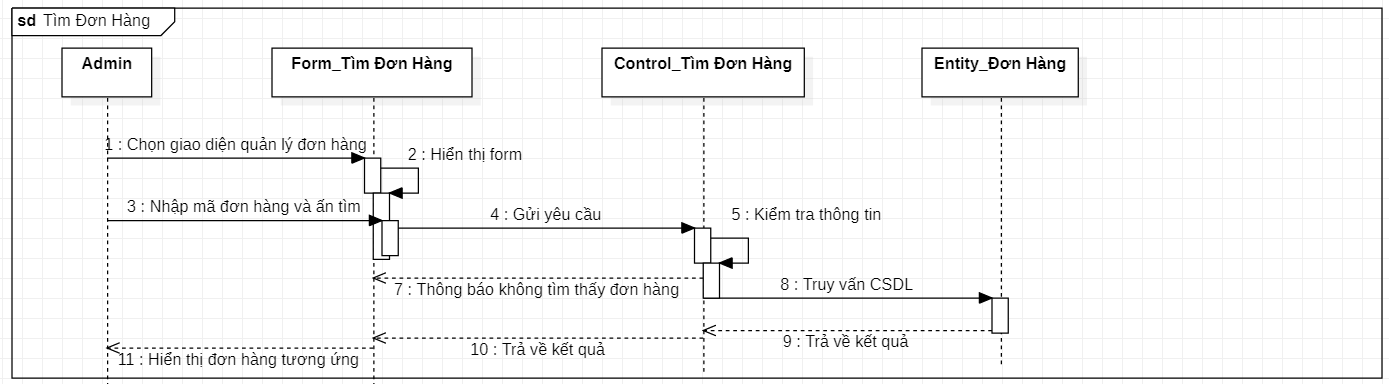 sd Tìm Đơn Hàng
Admin
Form_Tìm Đơn Hàng
Control_Tìm Đơn Hàng
Entity_Đơn Hàng
1 : Chọn giao diện quản lý đơn hàng
2 : Hiển thị form
3 : Nhập mã đơn hàng và ấn tìm
4 : Gửi yêu cầu
5 : Kiểm tra thông tin
7 : Thông báo không tìm thấy đơn hàng
8 : Truy vấn CSDL
9 : Trả về kết quả
10 : Trả về kết quả
11 : Hiển thị đơn hàng tương ứng